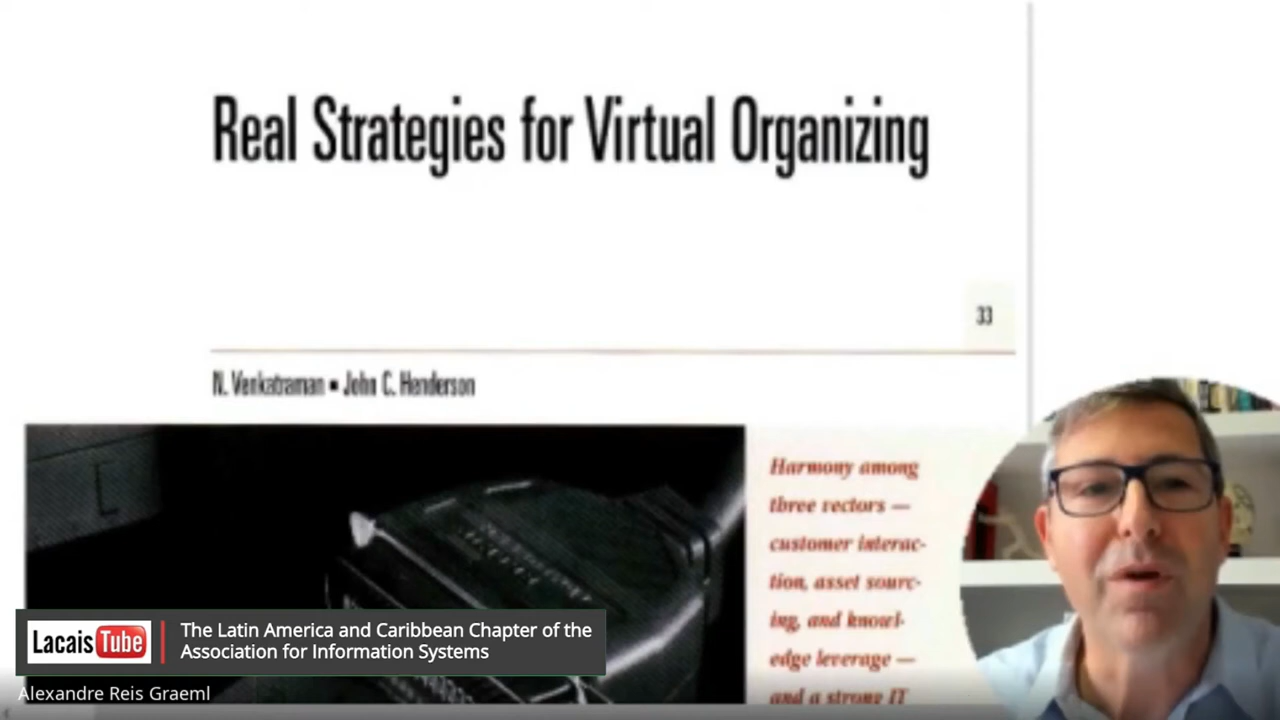 Real Strategies for Virtual Organizing
33
N. Venkatraman ▪ John C. Henderson
Harmony among
three vectors —
customer interac-
tion, asset sourc-
ing, and knowl-
edge leverage —
and a strong IT
Lacais Tube
The Latin America and Caribbean Chapter of the
Association for Information Systems
Alexandre Reis Graeml